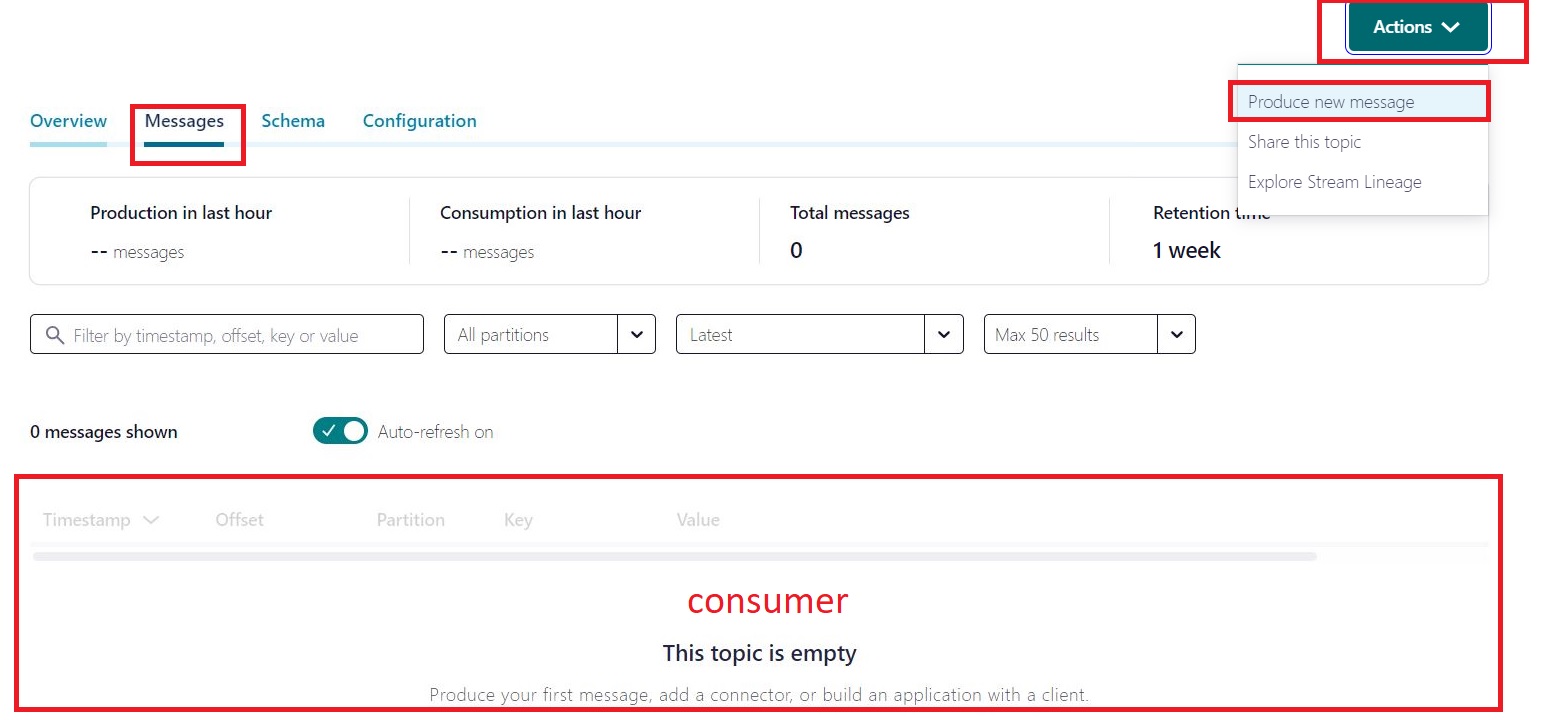 Actions
Produce new message
Share this topic
Explore Stream Lineage
Overview Messages Schema Configuration
Production in last hour Consumption in last hour Total messages Retention time
-- messages -- messages 0 1 week
Filter by timestamp, offset, key or value All partitions Latest Max 50 results
0 messages shown Auto-refresh on
Timestamp Offset Partition Key Value
consumer
This topic is empty
Produce your first message, add a connector, or build an application with a client.